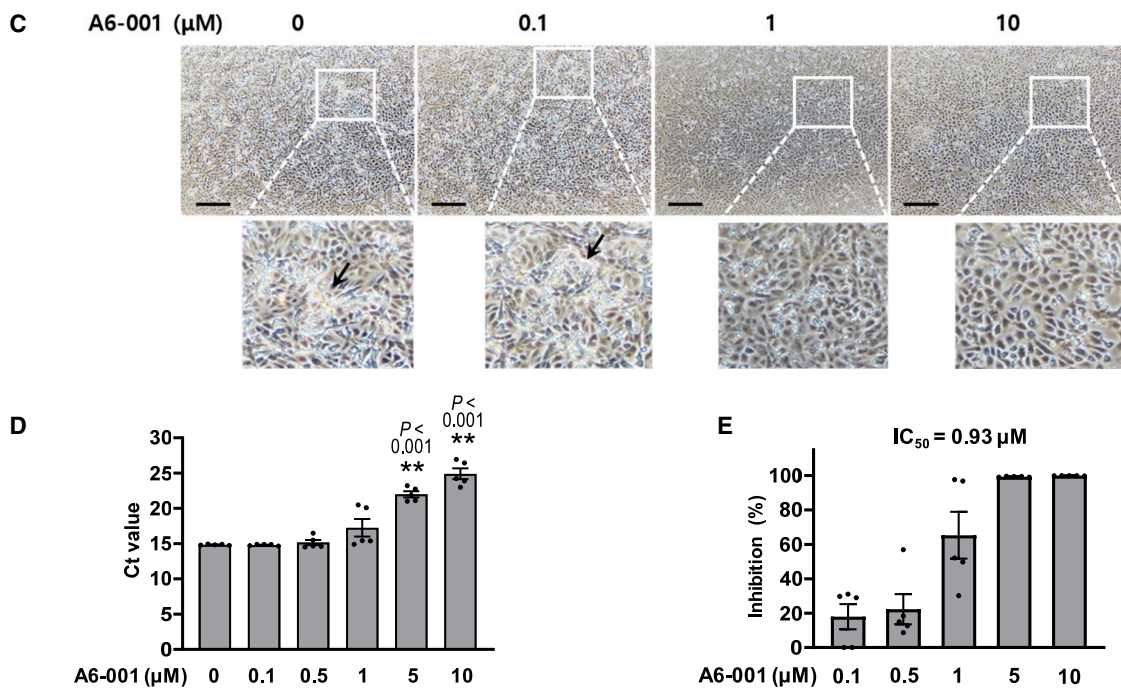 C A6-001 (μM) 0 0.1 1 10
D
P < 0.001
**
P < 0.001
**
Ct value
30
25
20
15
10
5
0
A6-001 (μM) 0 0.1 0.5 1 5 10
E
IC50 = 0.93 μM
Inhibition (%)
100
80
60
40
20
0
A6-001 (μM) 0.1 0.5 1 5 10